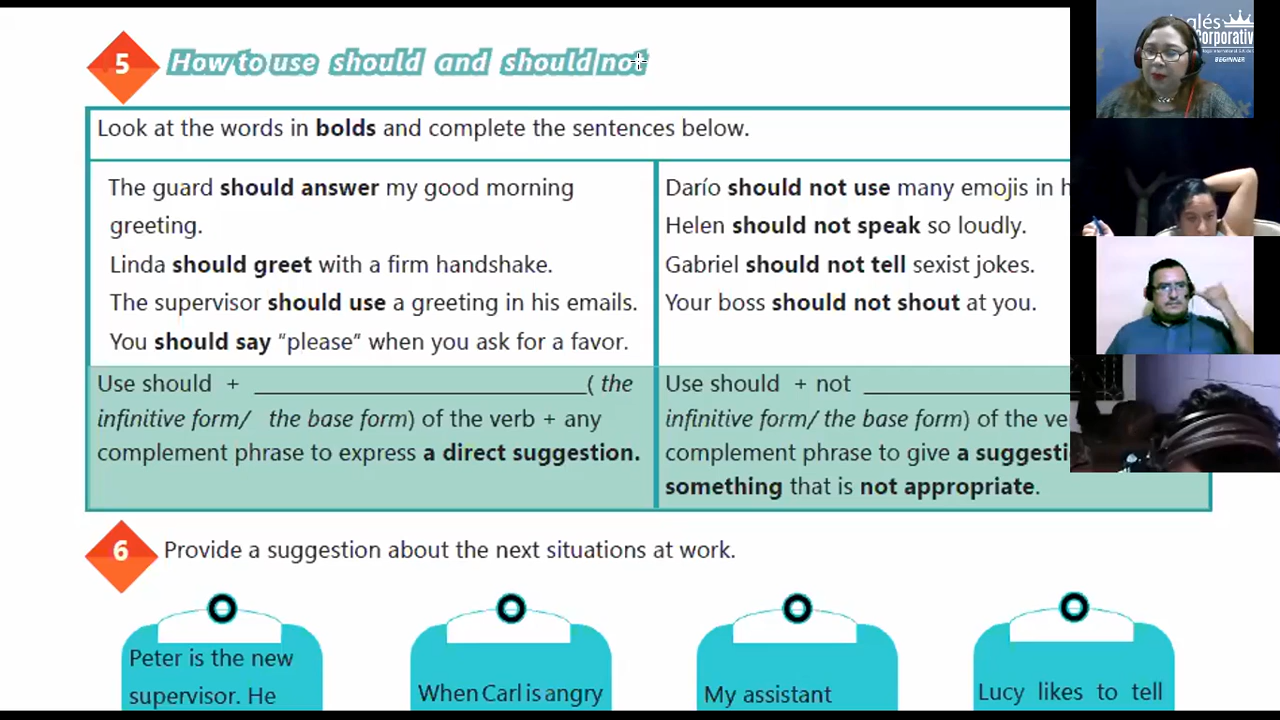 5
How to use should and should not
Look at the words in bolds and complete the sentences below.
The guard should answer my good morning
greeting.
Linda should greet with a firm handshake.
The supervisor should use a greeting in his emails.
You should say "please" when you ask for a favor.
Darío should not use many emojis in
Helen should not speak so loudly.
Gabriel should not tell sexist jokes.
Your boss should not shout at you.
Use should + ______________________________( the
infinitive form/ the base form) of the verb + any
complement phrase to express a direct suggestion.
Use should + not ___________________
infinitive form/ the base form) of the
complement phrase to give a
something that is not appropriate.
6
Provide a suggestion about the next situations at work.
Peter is the new
supervisor. He
When Carl is angry
My assistant
Lucy likes to tell
BEGINNER